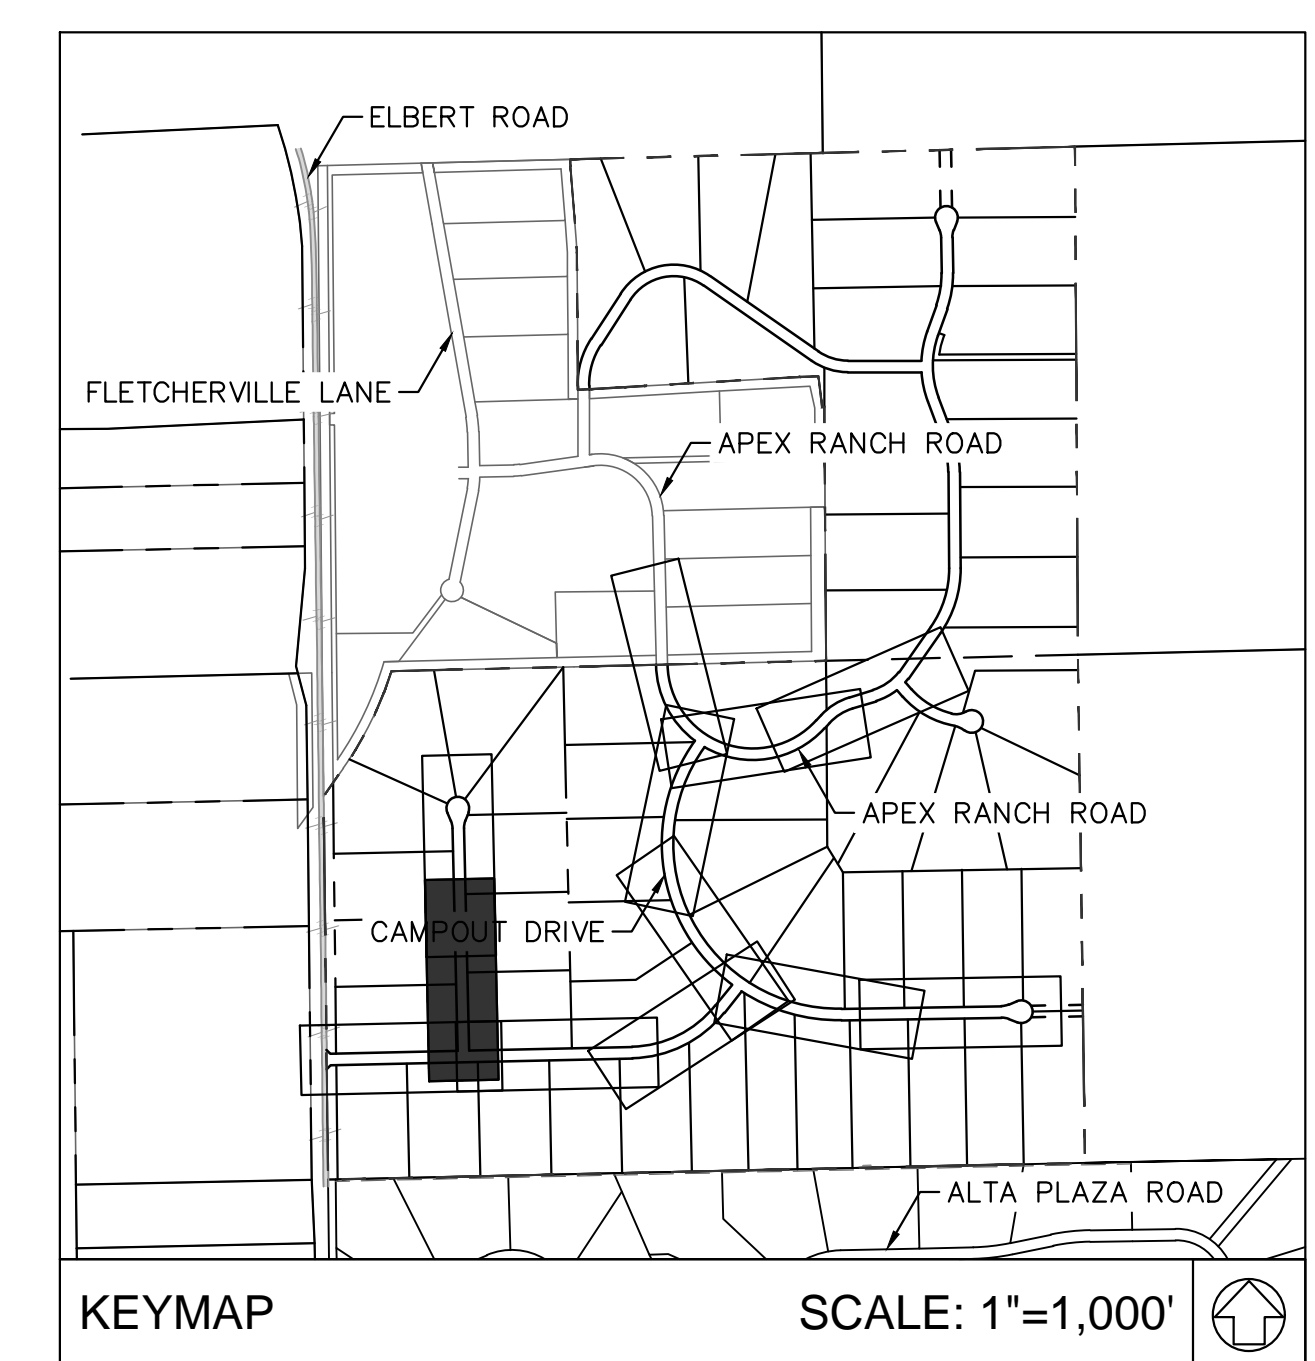 ELBERT ROAD
FLETCHERVILLE LANE
APEX RANCH ROAD
APEX RANCH ROAD
CAMPOUT DRIVE
ALTA PLAZA ROAD
KEYMAP
SCALE: 1"=1,000'